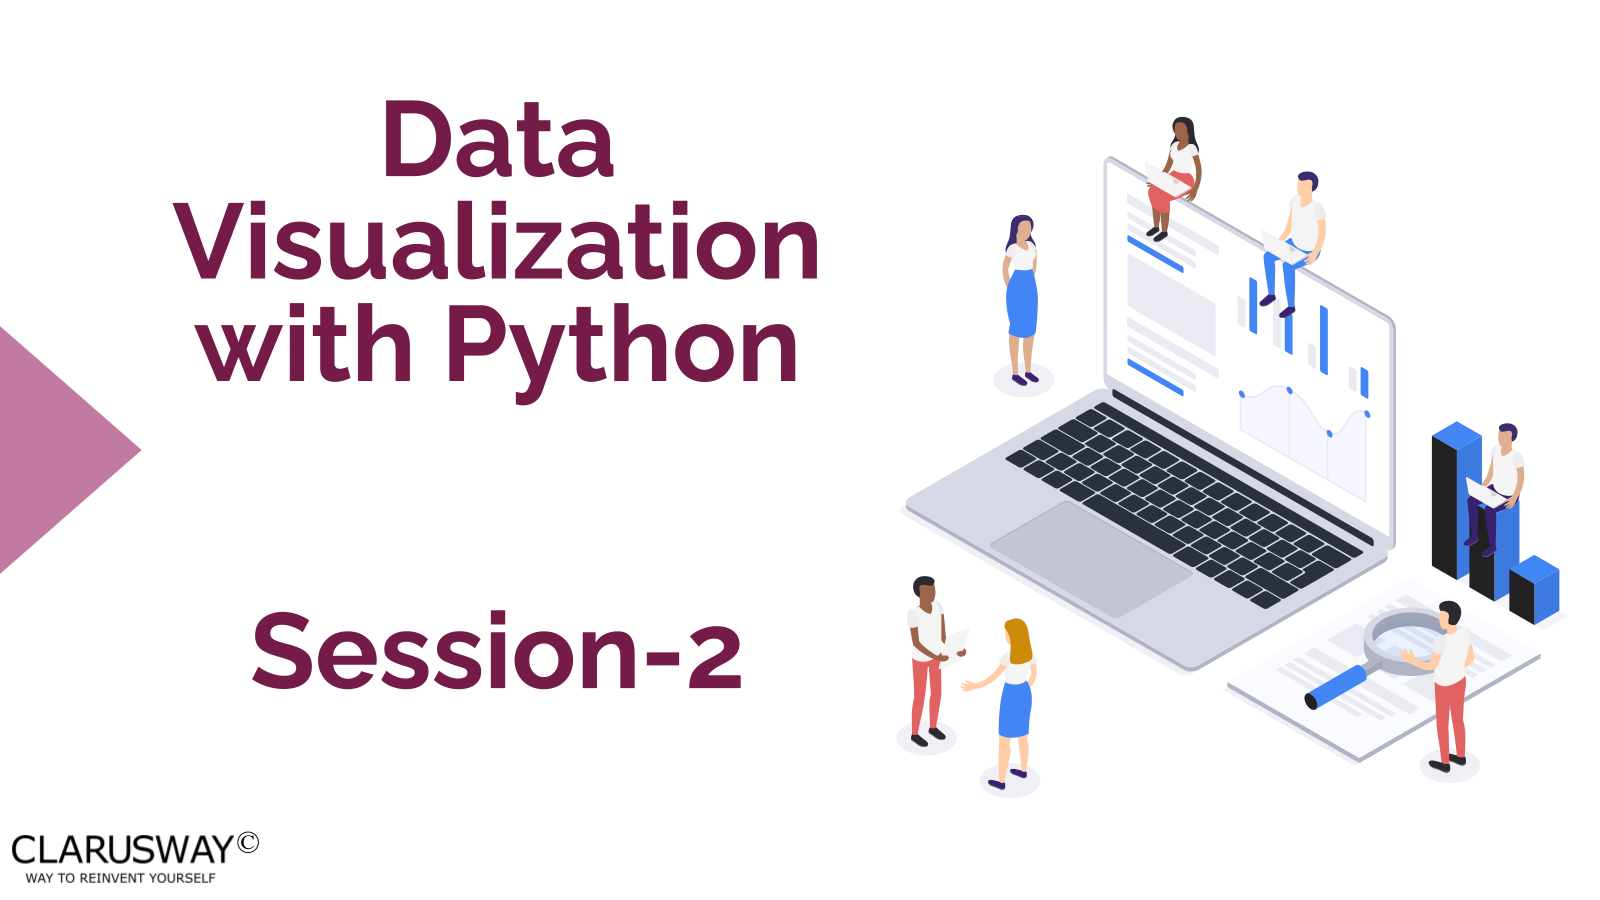 Data
Visualization
with Python
Session-2
CLARUSWAY©
WAY TO REINVENT YOURSELF